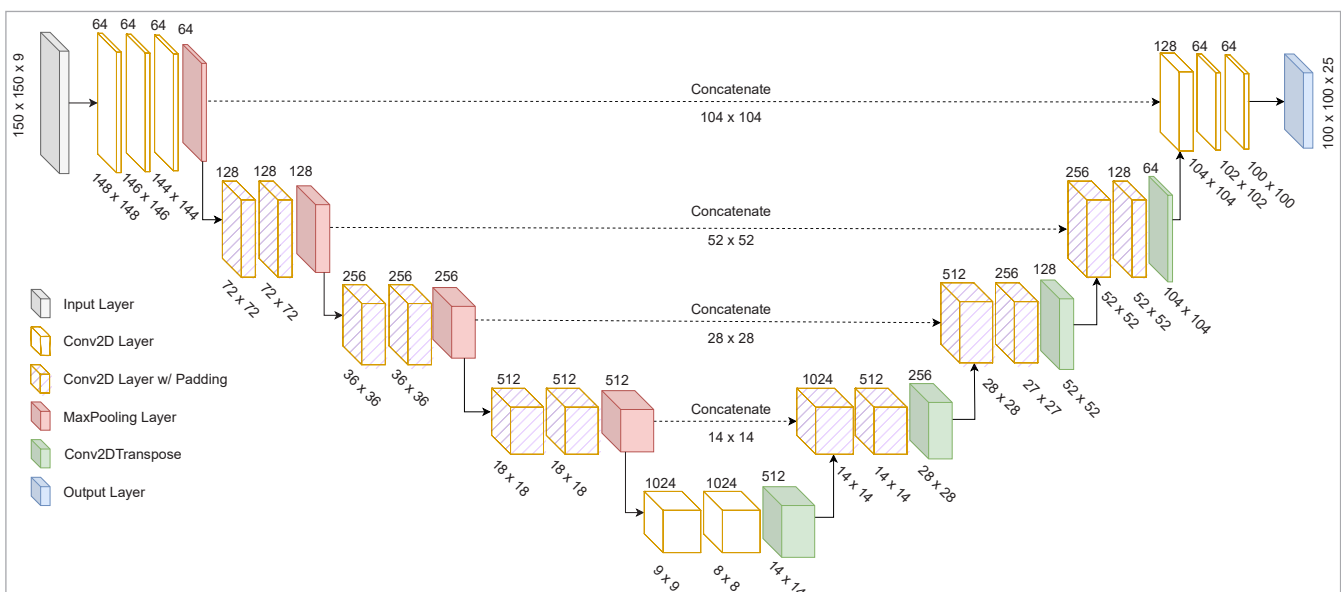 150 x 150 x 9
64 64 64 64
148 x 148
146 x 146
144 x 144
Concatenate
104 x 104
128 64 64
104 x 104
102 x 102
100 x 100
100 x 100 x 25
128 128 128
72 x 72
72 x 72
Concatenate
52 x 52
256 128 64
52 x 52
52 x 52
104 x 104
256 256 256
36 x 36
36 x 36
Concatenate
28 x 28
512 256 128
28 x 28
27 x 27
52 x 52
512 512 512
18 x 18
18 x 18
Concatenate
14 x 14
1024 512 256
14 x 14
14 x 14
28 x 28
1024 1024 512
9 x 9
8 x 8
14 x 14
Input Layer
Conv2D Layer
Conv2D Layer w/ Padding
MaxPooling Layer
Conv2DTranspose
Output Layer